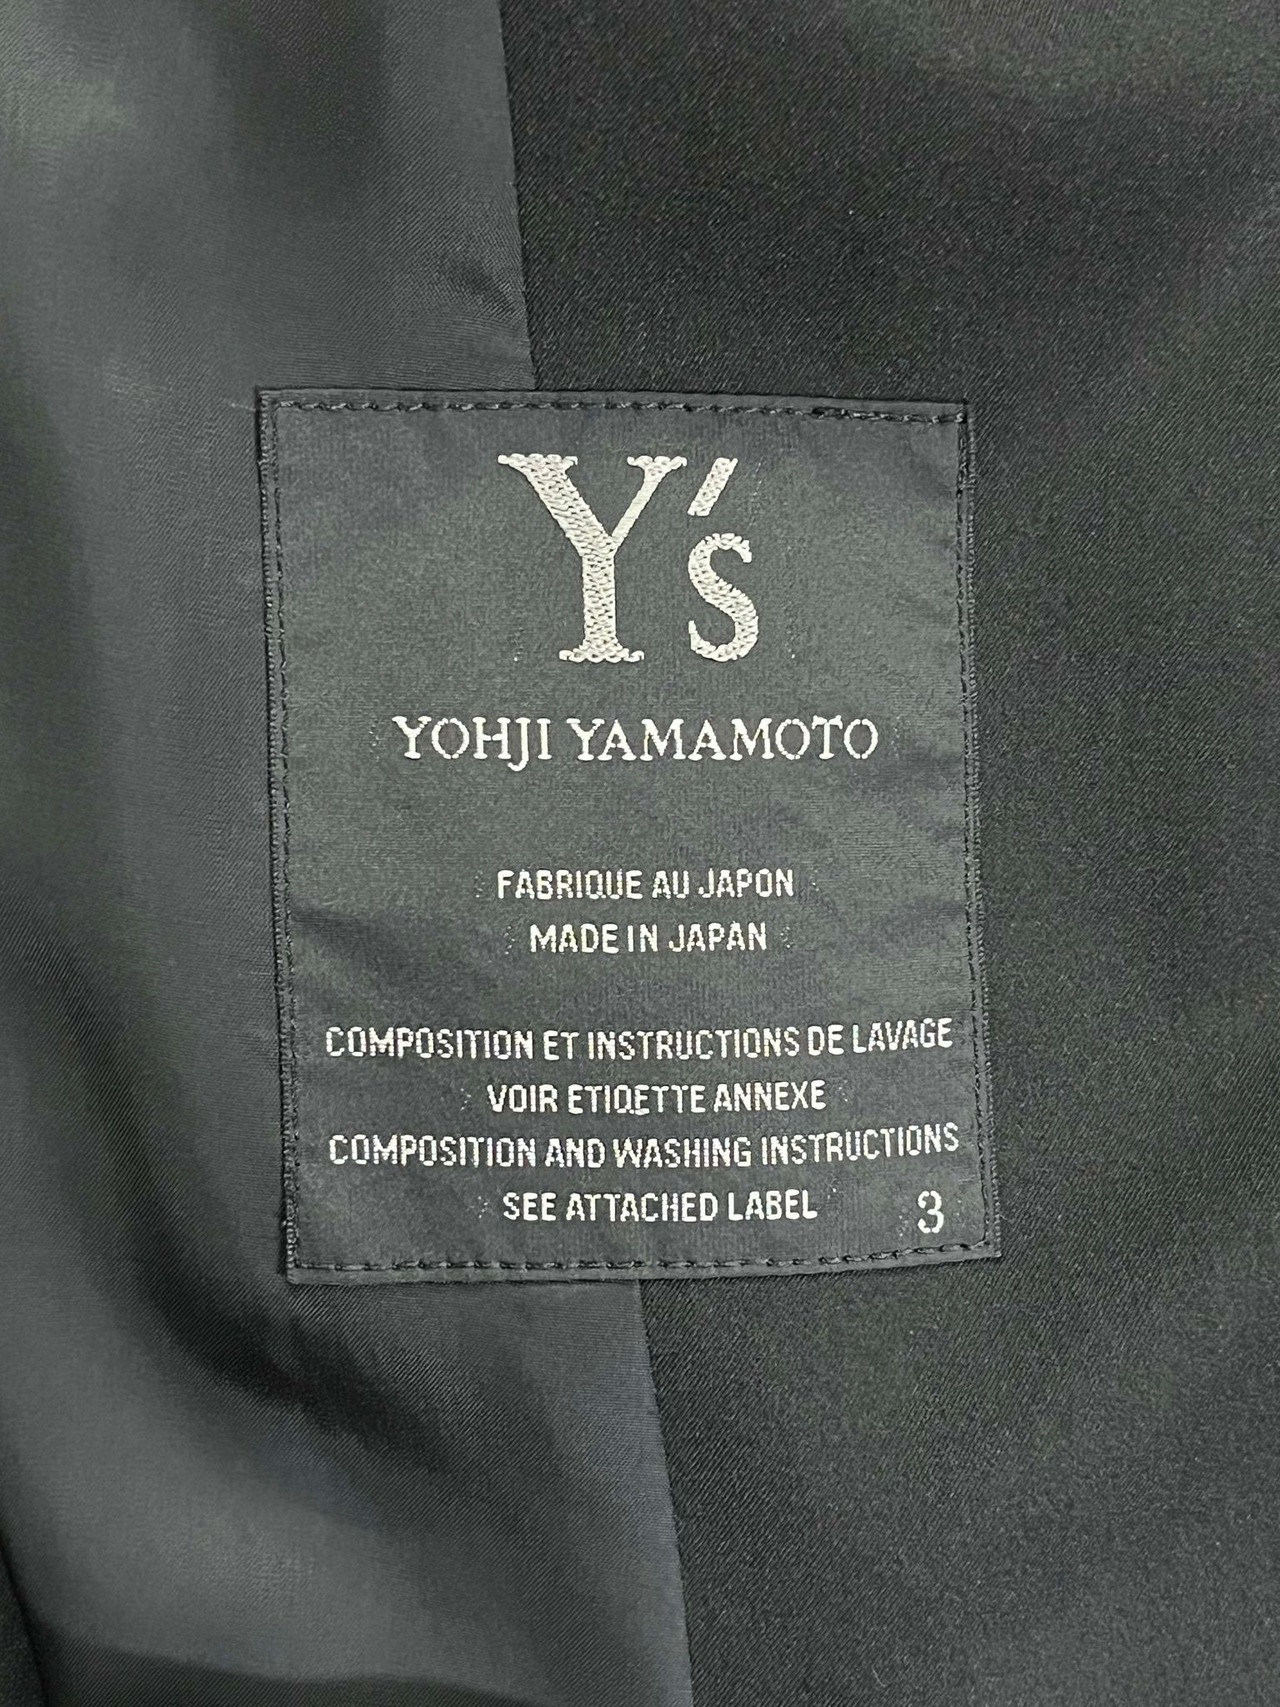 Y's
YOHJI YAMAMOTO
FABRIQUE AU JAPON
MADE IN JAPAN
COMPOSITION ET INSTRUCTIONS DE LAVAGE
VOIR ETIQETTE ANNEXE
COMPOSITION AND WASHING INSTRUCTIONS
SEE ATTACHED LABEL 3